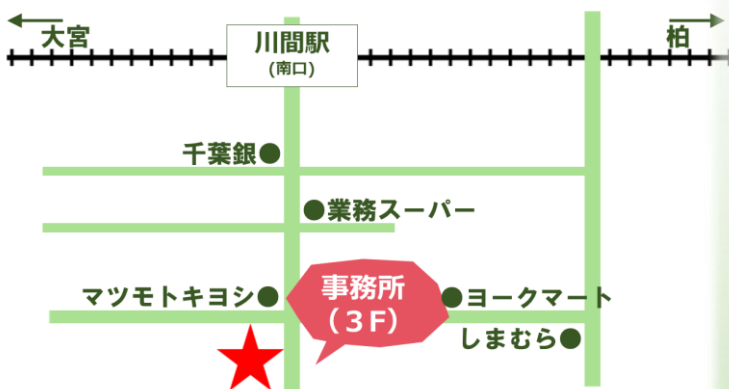 大宮
柏
川間駅
(南口)
千葉銀●
●業務スーパー
マツモトキヨシ●
事務所
（３F）
●ヨークマート
しまむら●